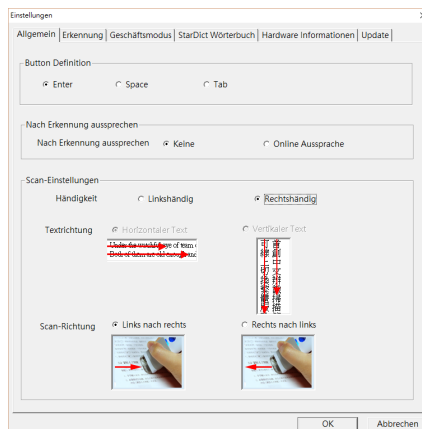 Einstellungen
Allgemein Erkennung Geschäftsmodus StarDict Wörterbuch Hardware Informationen Update
Button Definition
Enter Space Tab
Nach Erkennung aussprechen
Nach Erkennung aussprechen Keine Online Aussprache
Scan-Einstellungen
Händigkeit Linkshändig Rechtshändig
Textrichtung Horizontaler Text Vertikaler Text
Scan-Richtung Links nach rechts Rechts nach links
OK Abbrechen